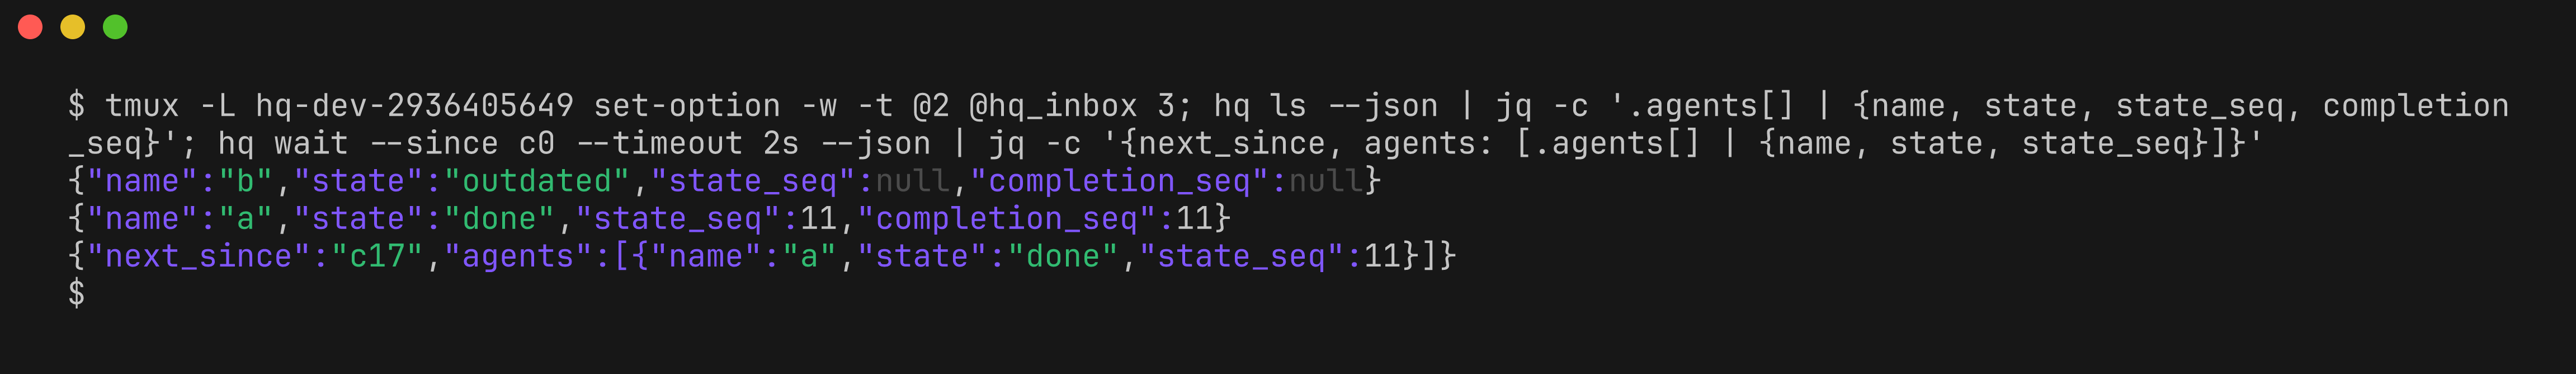 $ tmux -L hq-dev-2936405649 set-option -w -t @2 @hq_inbox 3; hq ls --json | jq -c '.agents[] | {name, state, state_seq, completion
_seq}'; hq wait --since c0 --timeout 2s --json | jq -c '{next_since, agents: [.agents[] | {name, state, state_seq}]}'
{"name":"b","state":"outdated","state_seq":null,"completion_seq":null}
{"name":"a","state":"done","state_seq":11,"completion_seq":11}
{"next_since":"c17","agents":[{"name":"a","state":"done","state_seq":11}]}
$